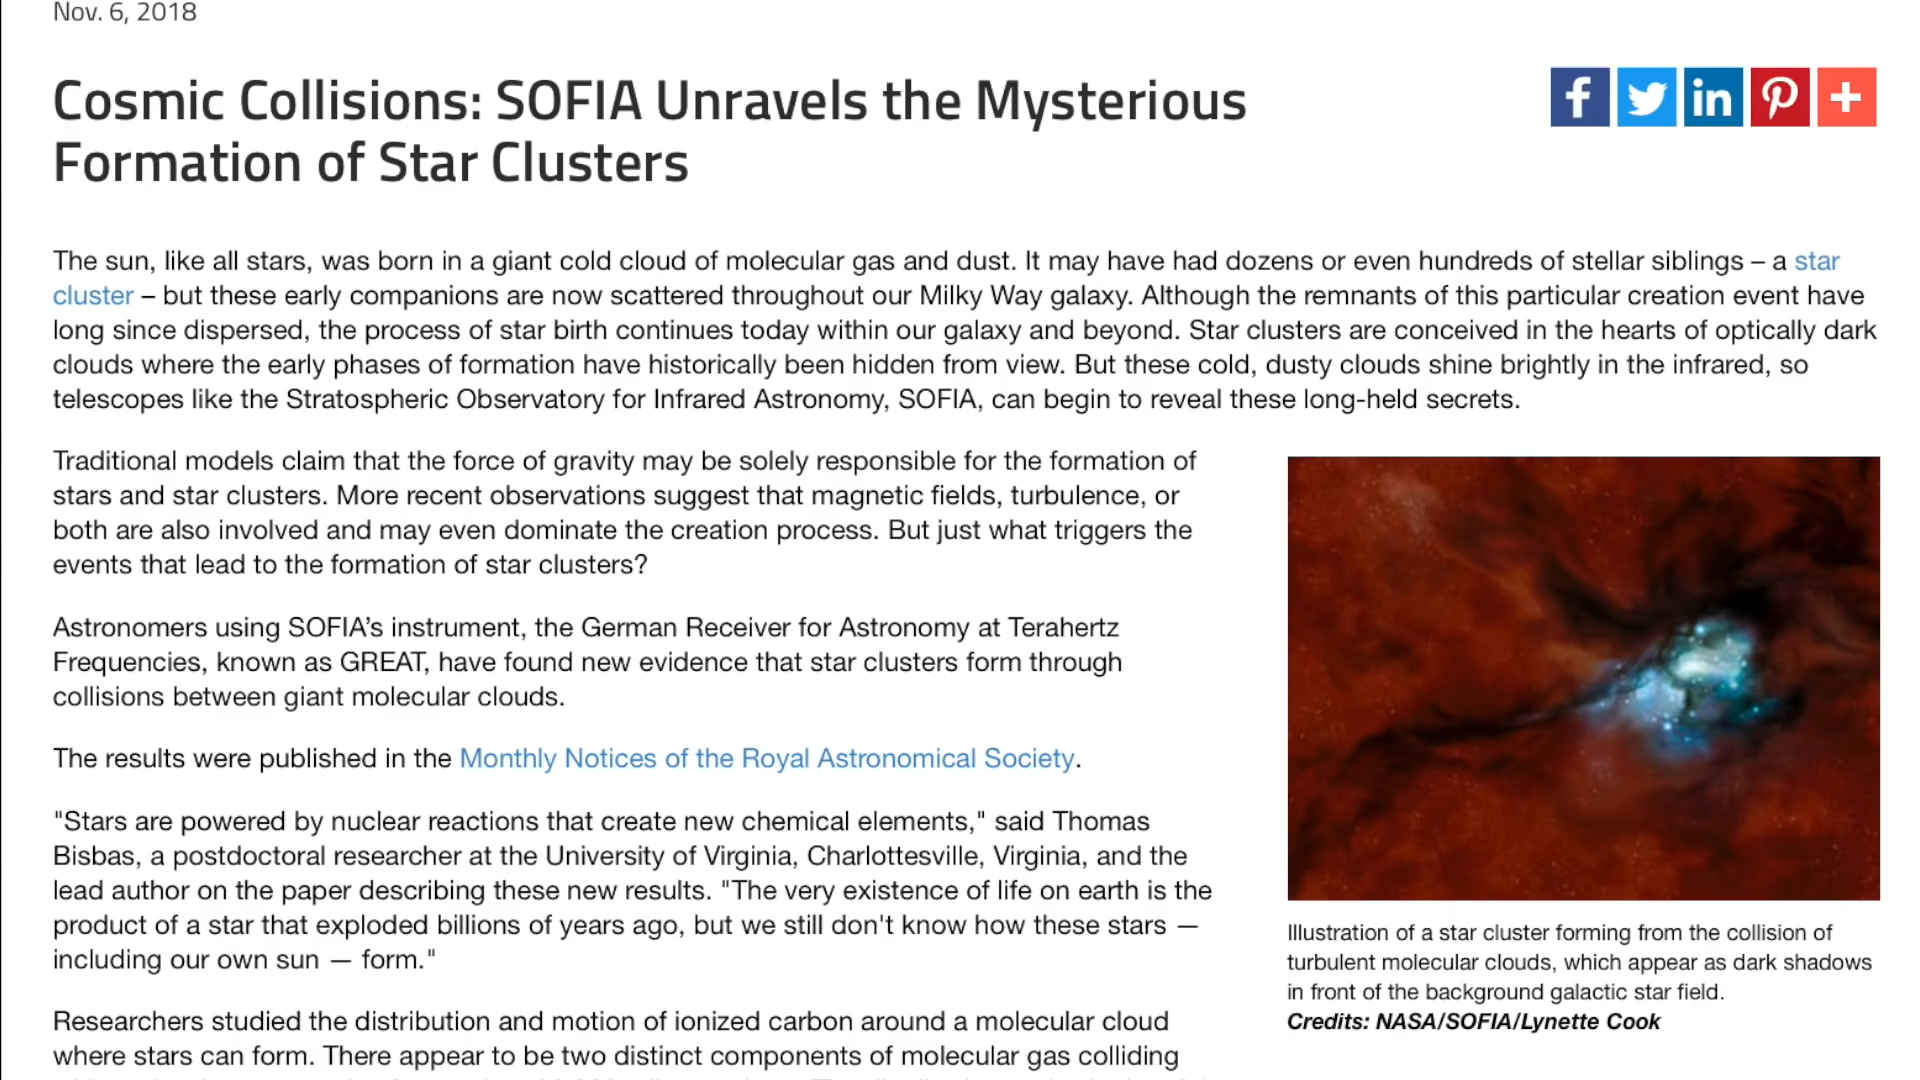 Nov. 6, 2018
Cosmic Collisions: SOFIA Unravels the Mysterious
Formation of Star Clusters
The sun, like all stars, was born in a giant cold cloud of molecular gas and dust. It may have had dozens or even hundreds of stellar siblings – a star
cluster – but these early companions are now scattered throughout our Milky Way galaxy. Although the remnants of this particular creation event have
long since dispersed, the process of star birth continues today within our galaxy and beyond. Star clusters are conceived in the hearts of optically dark
clouds where the early phases of formation have historically been hidden from view. But these cold, dusty clouds shine brightly in the infrared, so
telescopes like the Stratospheric Observatory for Infrared Astronomy, SOFIA, can begin to reveal these long-held secrets.
Traditional models claim that the force of gravity may be solely responsible for the formation of
stars and star clusters. More recent observations suggest that magnetic fields, turbulence, or
both are also involved and may even dominate the creation process. But just what triggers the
events that lead to the formation of star clusters?
Astronomers using SOFIA’s instrument, the German Receiver for Astronomy at Terahertz
Frequencies, known as GREAT, have found new evidence that star clusters form through
collisions between giant molecular clouds.
The results were published in the Monthly Notices of the Royal Astronomical Society.
"Stars are powered by nuclear reactions that create new chemical elements," said Thomas
Bisbas, a postdoctoral researcher at the University of Virginia, Charlottesville, Virginia, and the
lead author on the paper describing these new results. "The very existence of life on earth is the
product of a star that exploded billions of years ago, but we still don't know how these stars —
including our own sun — form."
Researchers studied the distribution and motion of ionized carbon around a molecular cloud
where stars can form. There appear to be two distinct components of molecular gas colliding
Illustration of a star cluster forming from the collision of
turbulent molecular clouds, which appear as dark shadows
in front of the background galactic star field.
Credits: NASA/SOFIA/Lynette Cook